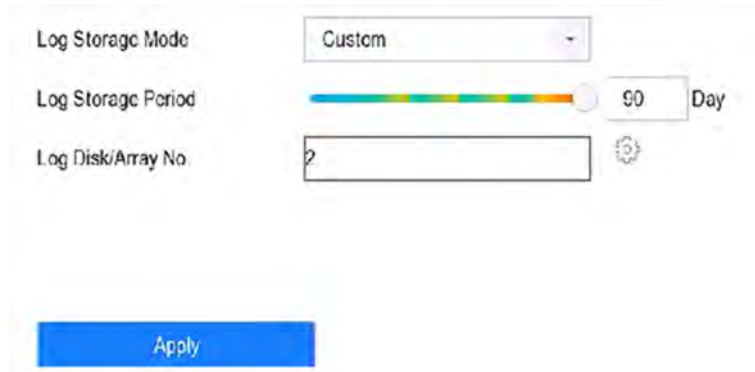 Log Storage Mode Custom
Log Storage Period 90 Day
Log Disk/Array No. 2
Apply